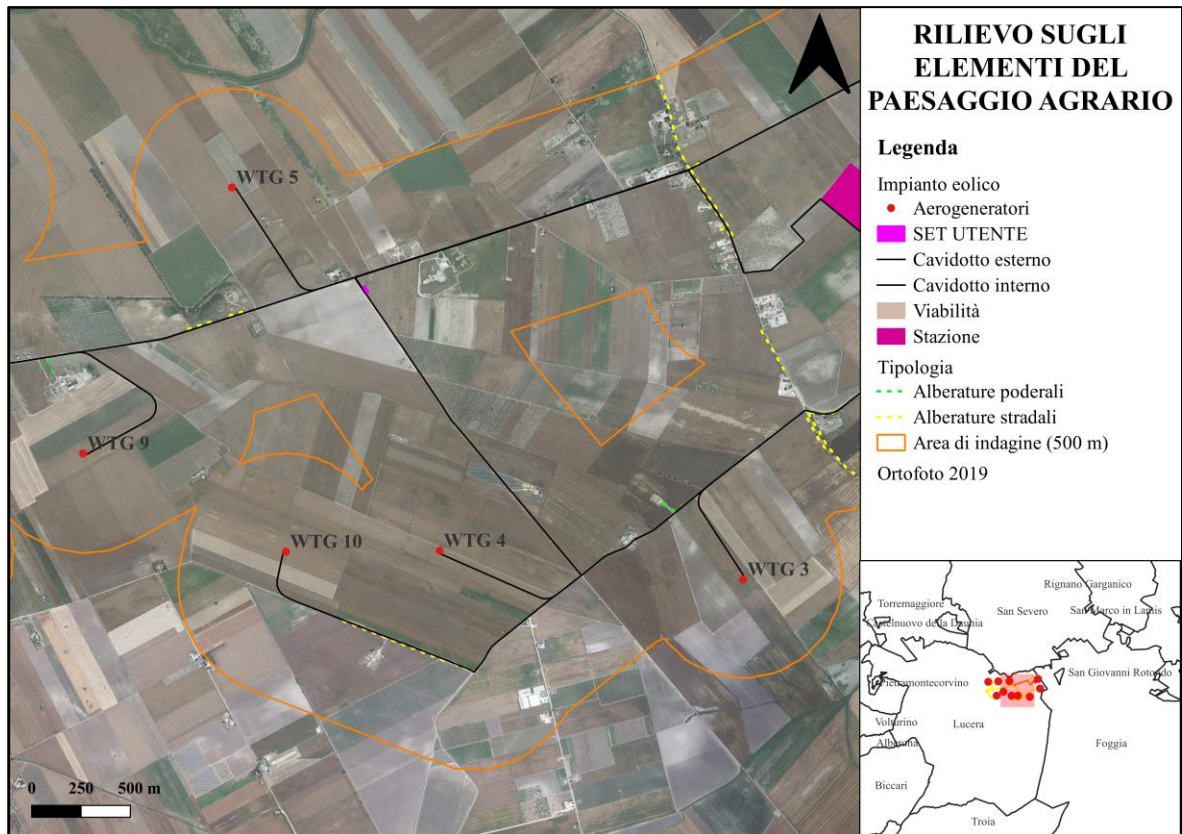 RILIEVO SUGLI
ELEMENTI DEL
PAESAGGIO AGRARIO
Legenda
Impianto eolico
Aerogeneratori
SET UTENTE
Cavidotto esterno
Cavidotto interno
Viabilità
Stazione
Tipologia
Alberature poderali
Alberature stradali
Area di indagine (500 m)
Ortofoto 2019
WTG 5
WTG 9
WTG 10
WTG 4
WTG 3
0 250 500 m
Rignano Garganico
Torremaggiore
San Severo
San Marco in Lamis
Castelnuovo della Daunia
San Giovanni Rotondo
Pietramontecorvino
Volturino
Lucera
Alberona
Foggia
Biccari
Troia